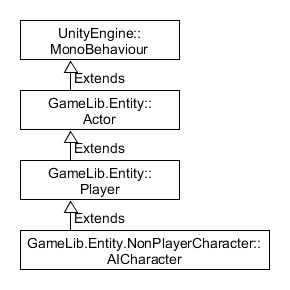 UnityEngine::
MonoBehaviour
Extends
GameLib.Entity::
Actor
Extends
GameLib.Entity::
Player
Extends
GameLib.Entity.NonPlayerCharacter::
AICharacter